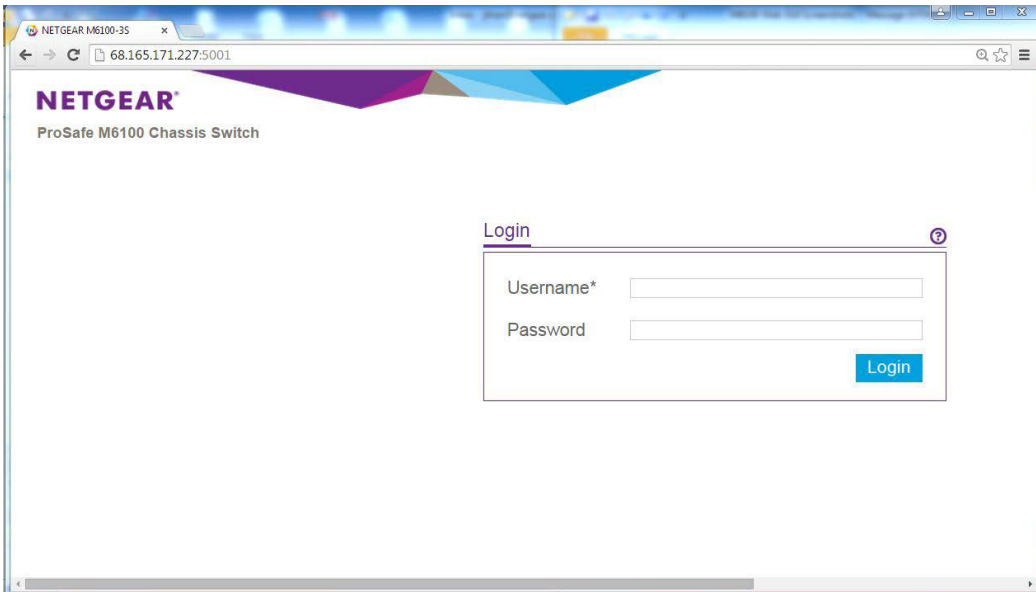 NETGEAR M6100-3S
68.165.171.227:5001
NETGEAR®
ProSafe M6100 Chassis Switch
Login
Username*
Password
Login